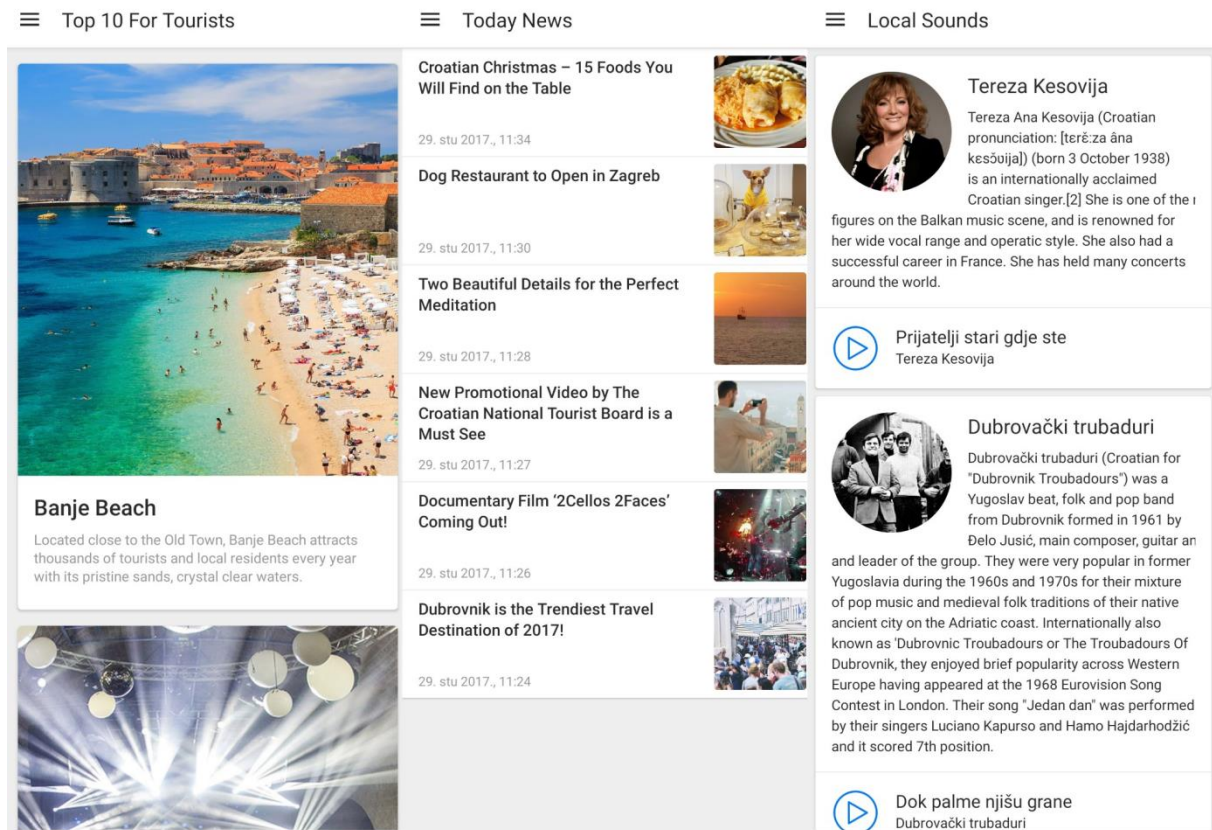 Top 10 For Tourists
Banje Beach
Located close to the Old Town, Banje Beach attracts
thousands of tourists and local residents every year
with its pristine sands, crystal clear waters.
Today News
Croatian Christmas – 15 Foods You
Will Find on the Table
29. stu 2017., 11:34
Dog Restaurant to Open in Zagreb
29. stu 2017., 11:30
Two Beautiful Details for the Perfect
Meditation
29. stu 2017., 11:28
New Promotional Video by The
Croatian National Tourist Board is a
Must See
29. stu 2017., 11:27
Documentary Film ‘2Cellos 2Faces’
Coming Out!
29. stu 2017., 11:26
Dubrovnik is the Trendiest Travel
Destination of 2017!
29. stu 2017., 11:24
Local Sounds
Tereza Kesovija
Tereza Ana Kesovija (Croatian
pronunciation: [tɛrě:za âna
kɛsǒʋija]) (born 3 October 1938)
is an internationally acclaimed
Croatian singer.[2] She is one of the
figures on the Balkan music scene, and is renowned for
her wide vocal range and operatic style. She also had a
successful career in France. She has held many concerts
around the world.
Prijatelji stari gdje ste
Tereza Kesovija
Dubrovački trubaduri
Dubrovački trubaduri (Croatian for
"Dubrovnik Troubadours") was a
Yugoslav beat, folk and pop band
from Dubrovnik formed in 1961 by
Đelo Jusić, main composer, guitar
and leader of the group. They were very popular in former
Yugoslavia during the 1960s and 1970s for their mixture
of pop music and medieval folk traditions of their native
ancient city on the Adriatic coast. Internationally also
known as 'Dubrovnic Troubadours or The Troubadours Of
Dubrovnik, they enjoyed brief popularity across Western
Europe having appeared at the 1968 Eurovision Song
Contest in London. Their song "Jedan dan" was performed
by their singers Luciano Kapurso and Hamo Hajdarhodžić
and it scored 7th position.
Dok palme njišu grane
Dubrovački trubaduri